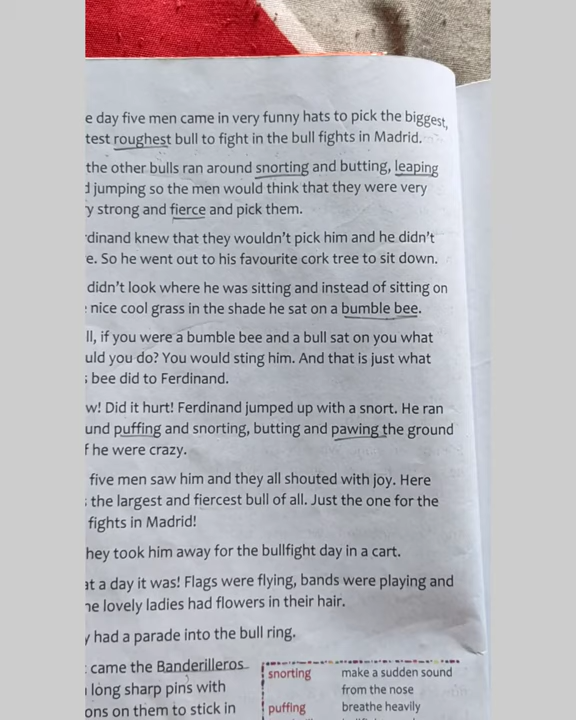 e day five men came in very funny hats to pick the biggest,
test roughest bull to fight in the bull fights in Madrid.
the other bulls ran around snorting and butting, leaping
d jumping so the men would think that they were very
y strong and fierce and pick them.
dinand knew that they wouldn't pick him and he didn't
e. So he went out to his favourite cork tree to sit down.
didn't look where he was sitting and instead of sitting on
nice cool grass in the shade he sat on a bumble bee.
ll, if you were a bumble bee and a bull sat on you what
uld you do? You would sting him. And that is just what
bee did to Ferdinand.
w! Did it hurt! Ferdinand jumped up with a snort. He ran
und puffing and snorting, butting and pawing the ground
f he were crazy.
five men saw him and they all shouted with joy. Here
the largest and fiercest bull of all. Just the one for the
fights in Madrid!
hey took him away for the bullfight day in a cart.
at a day it was! Flags were flying, bands were playing and
he lovely ladies had flowers in their hair.
y had a parade into the bull ring.
came the Banderilleros
long sharp pins with
ons on them to stick in
snorting make a sudden sound
from the nose
puffing breathe heavily